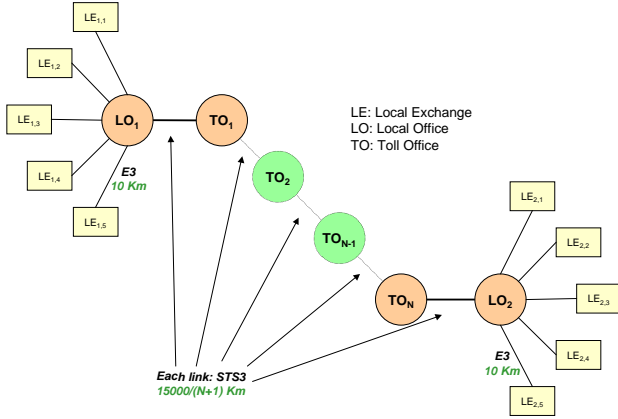 LE1,1
LE1,2
LE1,3
LE1,4
LE1,5
LO1
TO1
E3
10 Km
LE: Local Exchange
LO: Local Office
TO: Toll Office
TO2
TON-1
TON
LO2
LE2,1
LE2,2
LE2,3
LE2,4
LE2,5
E3
10 Km
Each link: STS3
15000/(N+1) Km